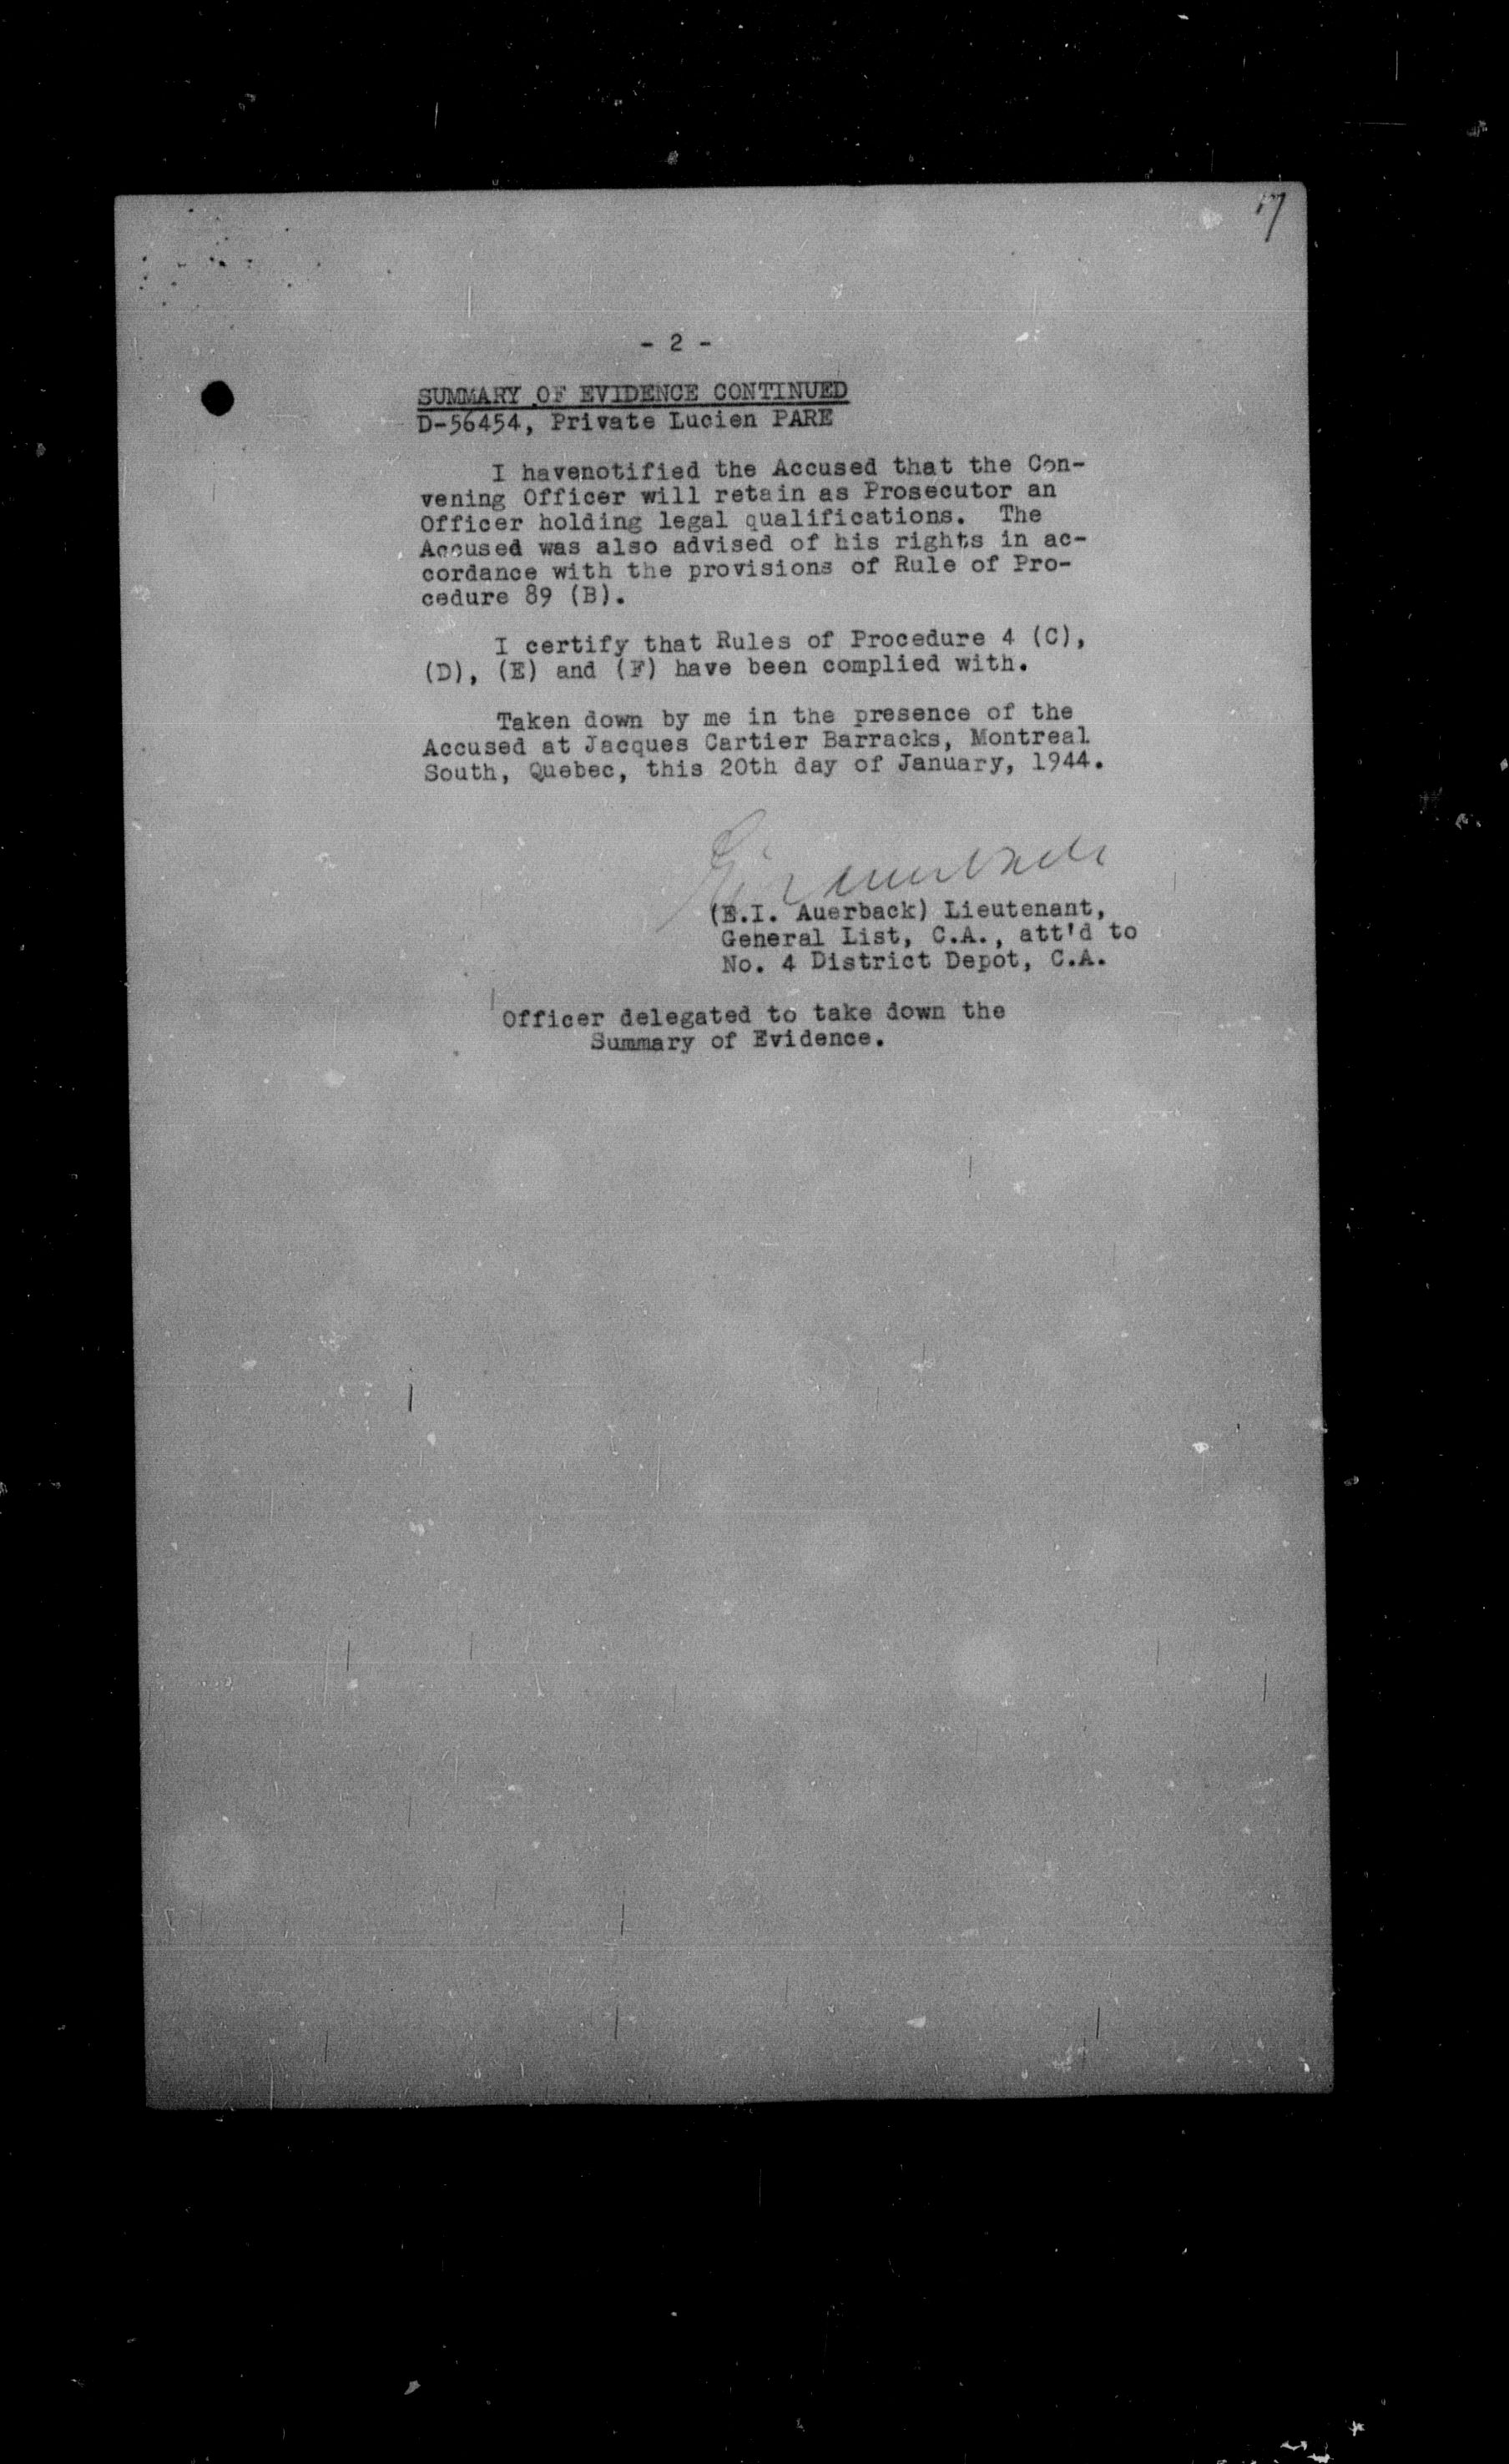 17
- 2 -
SUMMARY OF EVIDENCE CONTINUED
D-56454, Private Lucien PARE
I havenotified the Accused that the Con-
vening Officer will retain as Prosecutor an
Officer holding legal qualifications. The
Accused was also advised of his rights in ac-
cordance with the provisions of Rule of Pro-
cedure 89 (B).
I certify that Rules of Procedure 4 (C),
(D), (E) and (F) have been complied with.
Taken down by me in the presence of the
Accused at Jacques Cartier Barracks, Montreal
South, Quebec, this 20th day of January, 1944.
(E.I. Auerback) Lieutenant,
General List, C.A., att'd to
No. 4 District Depot, C.A.
Officer delegated to take down the
Summary of Evidence.